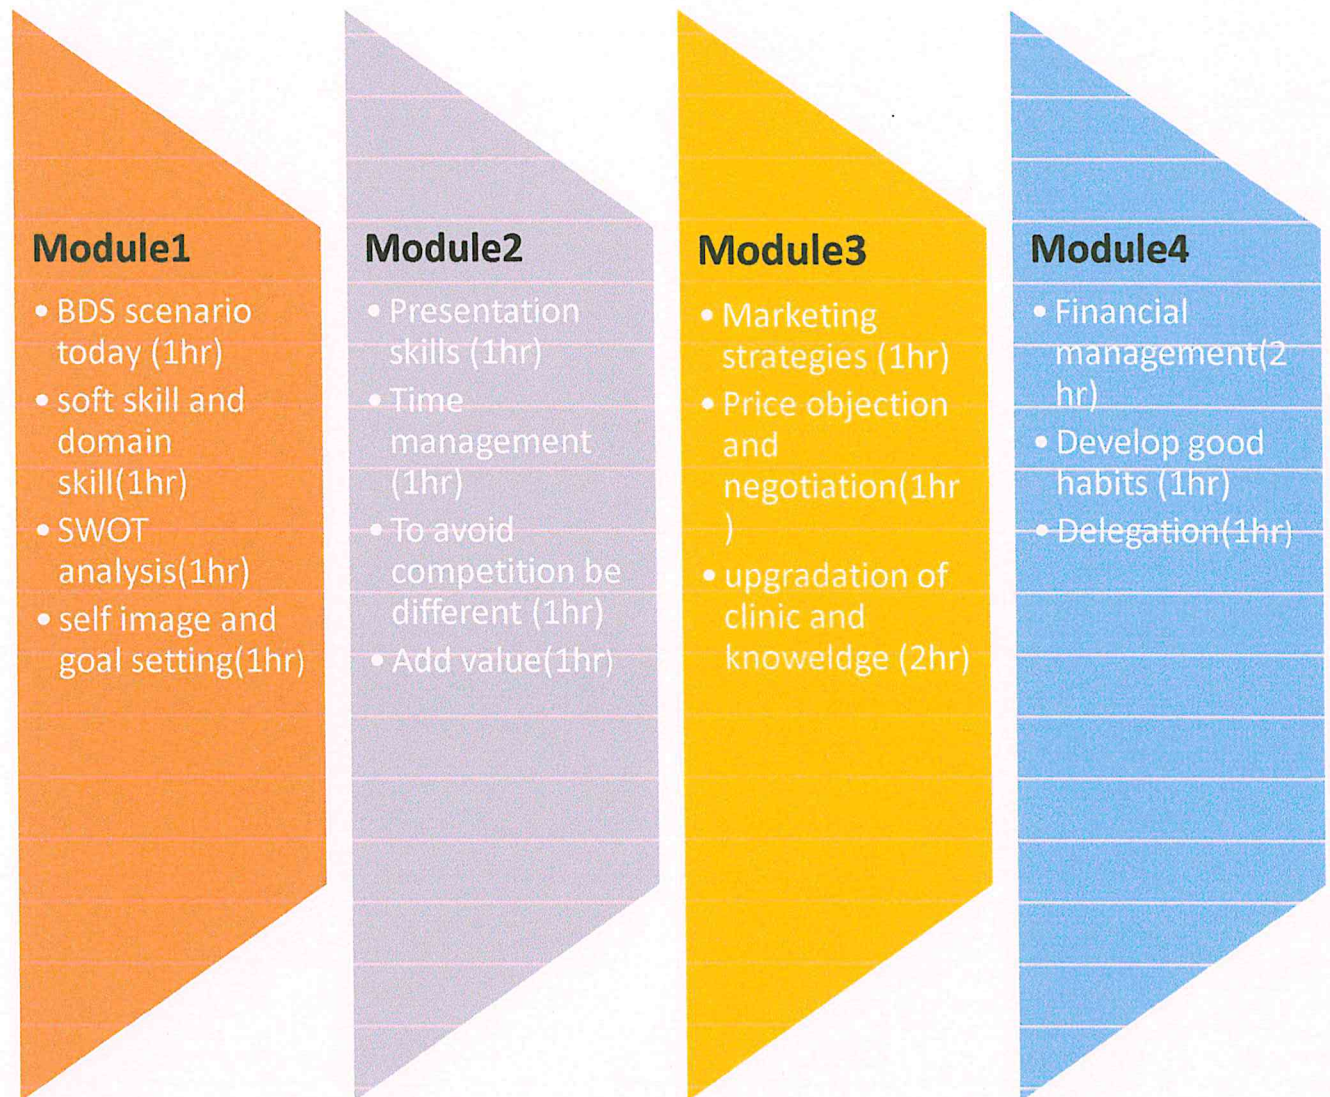 Module1
• BDS scenario
today (1hr)
• soft skill and
domain
skill(1hr)
• SWOT
analysis(1hr)
• self image and
goal setting(1hr)
Module2
• Presentation
skills (1hr)
• Time
management
(1hr)
• To avoid
competition be
different (1hr)
• Add value(1hr)
Module3
• Marketing
strategies (1hr)
• Price objection
and
negotiation(1hr
)
• upgradation of
clinic and
knoweldge (2hr)
Module4
• Financial
management(2
hr)
• Develop good
habits (1hr)
• Delegation(1hr)